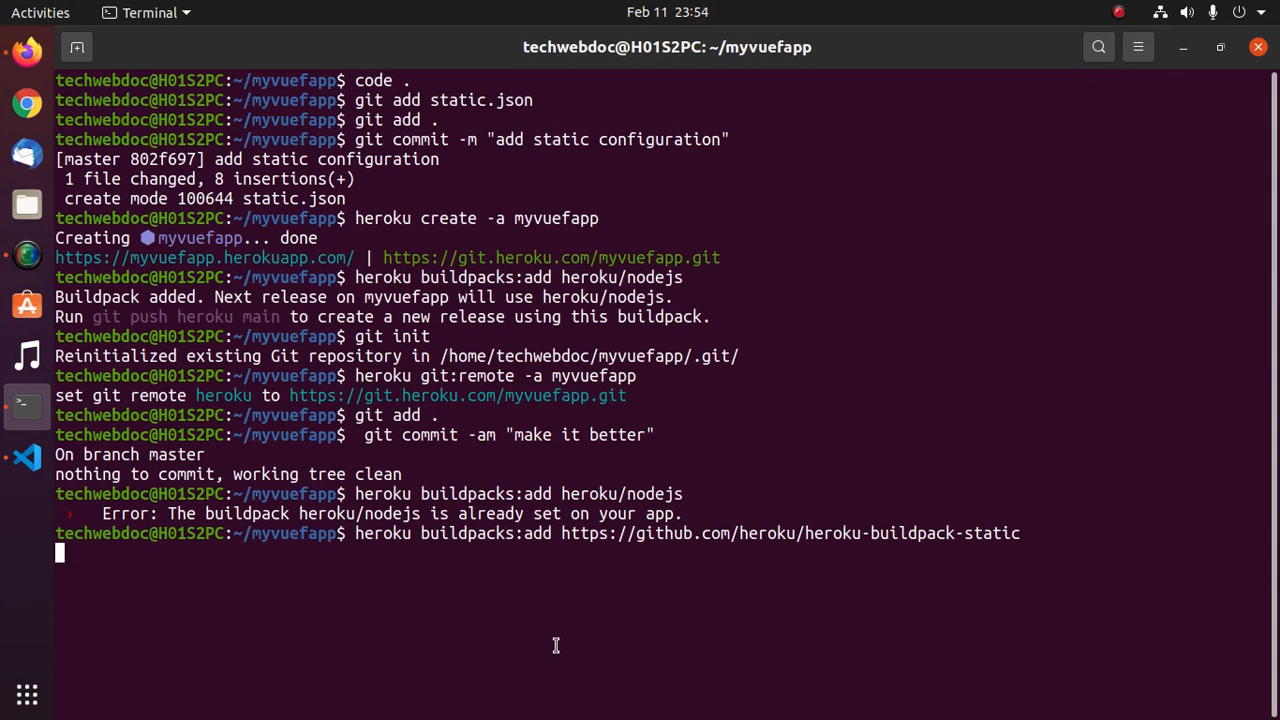 Activities
Terminal
Feb 11 23:54
techwebdoc@H01S2PC: ~/myvuefapp
techwebdoc@H01S2PC:~/myvuefapp$ code .
techwebdoc@H01S2PC:~/myvuefapp$ git add static.json
techwebdoc@H01S2PC:~/myvuefapp$ git add .
techwebdoc@H01S2PC:~/myvuefapp$ git commit -m "add static configuration"
[master 802f697] add static configuration
1 file changed, 8 insertions(+)
create mode 100644 static.json
techwebdoc@H01S2PC:~/myvuefapp$ heroku create -a myvuefapp
Creating ⬢ myvuefapp... done
https://myvuefapp.herokuapp.com/ | https://git.heroku.com/myvuefapp.git
techwebdoc@H01S2PC:~/myvuefapp$ heroku buildpacks:add heroku/nodejs
Buildpack added. Next release on myvuefapp will use heroku/nodejs.
Run git push heroku main to create a new release using this buildpack.
techwebdoc@H01S2PC:~/myvuefapp$ git init
Reinitialized existing Git repository in /home/techwebdoc/myvuefapp/.git/
techwebdoc@H01S2PC:~/myvuefapp$ heroku git:remote -a myvuefapp
set git remote heroku to https://git.heroku.com/myvuefapp.git
techwebdoc@H01S2PC:~/myvuefapp$ git add .
techwebdoc@H01S2PC:~/myvuefapp$  git commit -am "make it better"
On branch master
nothing to commit, working tree clean
techwebdoc@H01S2PC:~/myvuefapp$ heroku buildpacks:add heroku/nodejs
› Error: The buildpack heroku/nodejs is already set on your app.
techwebdoc@H01S2PC:~/myvuefapp$ heroku buildpacks:add https://github.com/heroku/heroku-buildpack-static